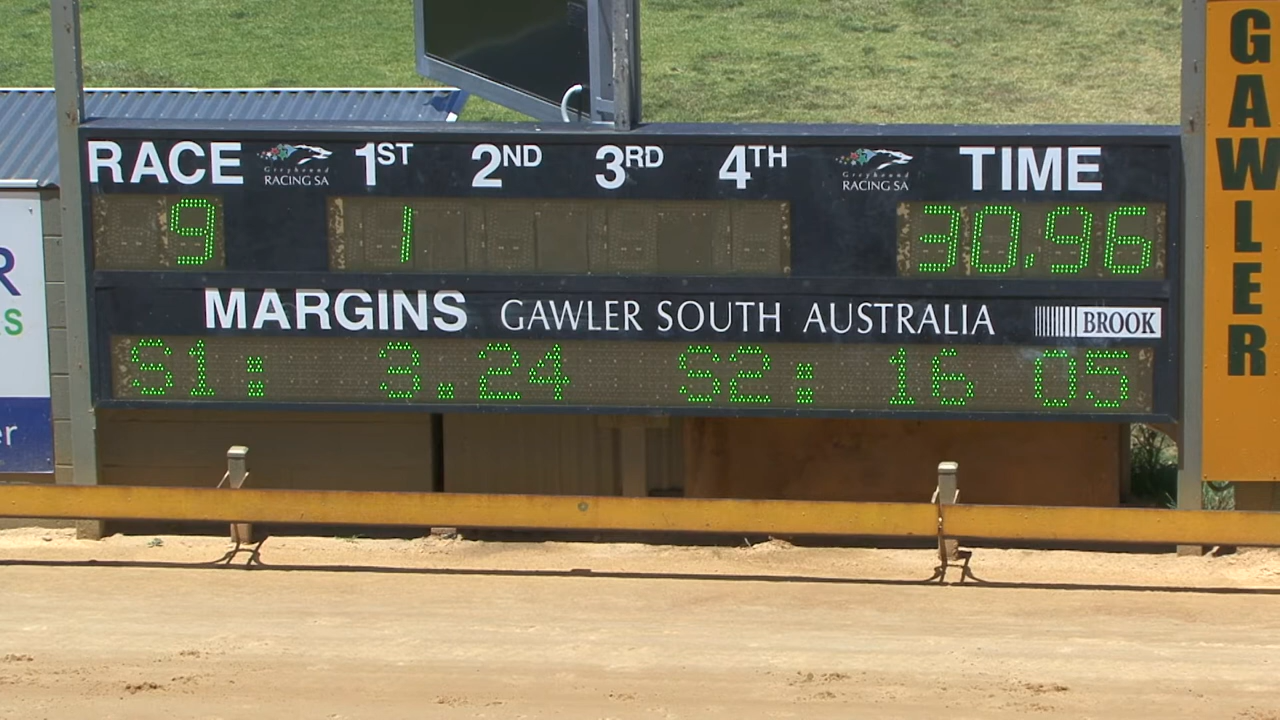 RACE Greyhound RACING SA 1ST 2ND 3RD 4TH Greyhound RACING SA TIME
9 1 30.96
MARGINS GAWLER SOUTH AUSTRALIA BROOK
S1: 3.24 S2: 16 05
GAWLER
R
S
er